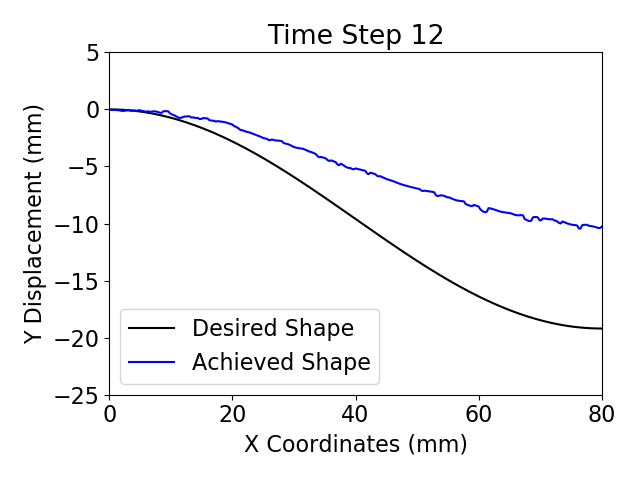 Time Step 12
5
0
−5
−10
−15
−20
−25
Y Displacement (mm)
Desired Shape
Achieved Shape
0 20 40 60 80
X Coordinates (mm)